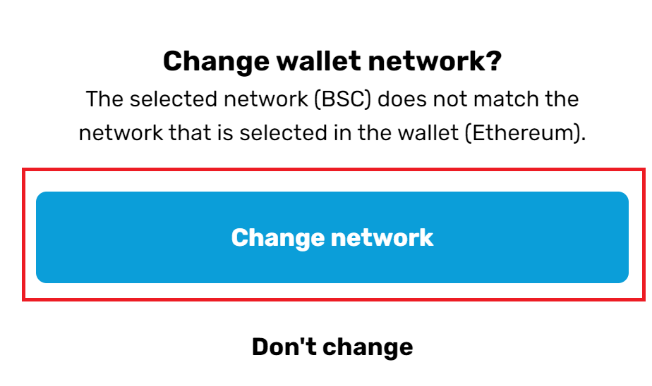 Change wallet network?
The selected network (BSC) does not match the
network that is selected in the wallet (Ethereum).
Change network
Don't change